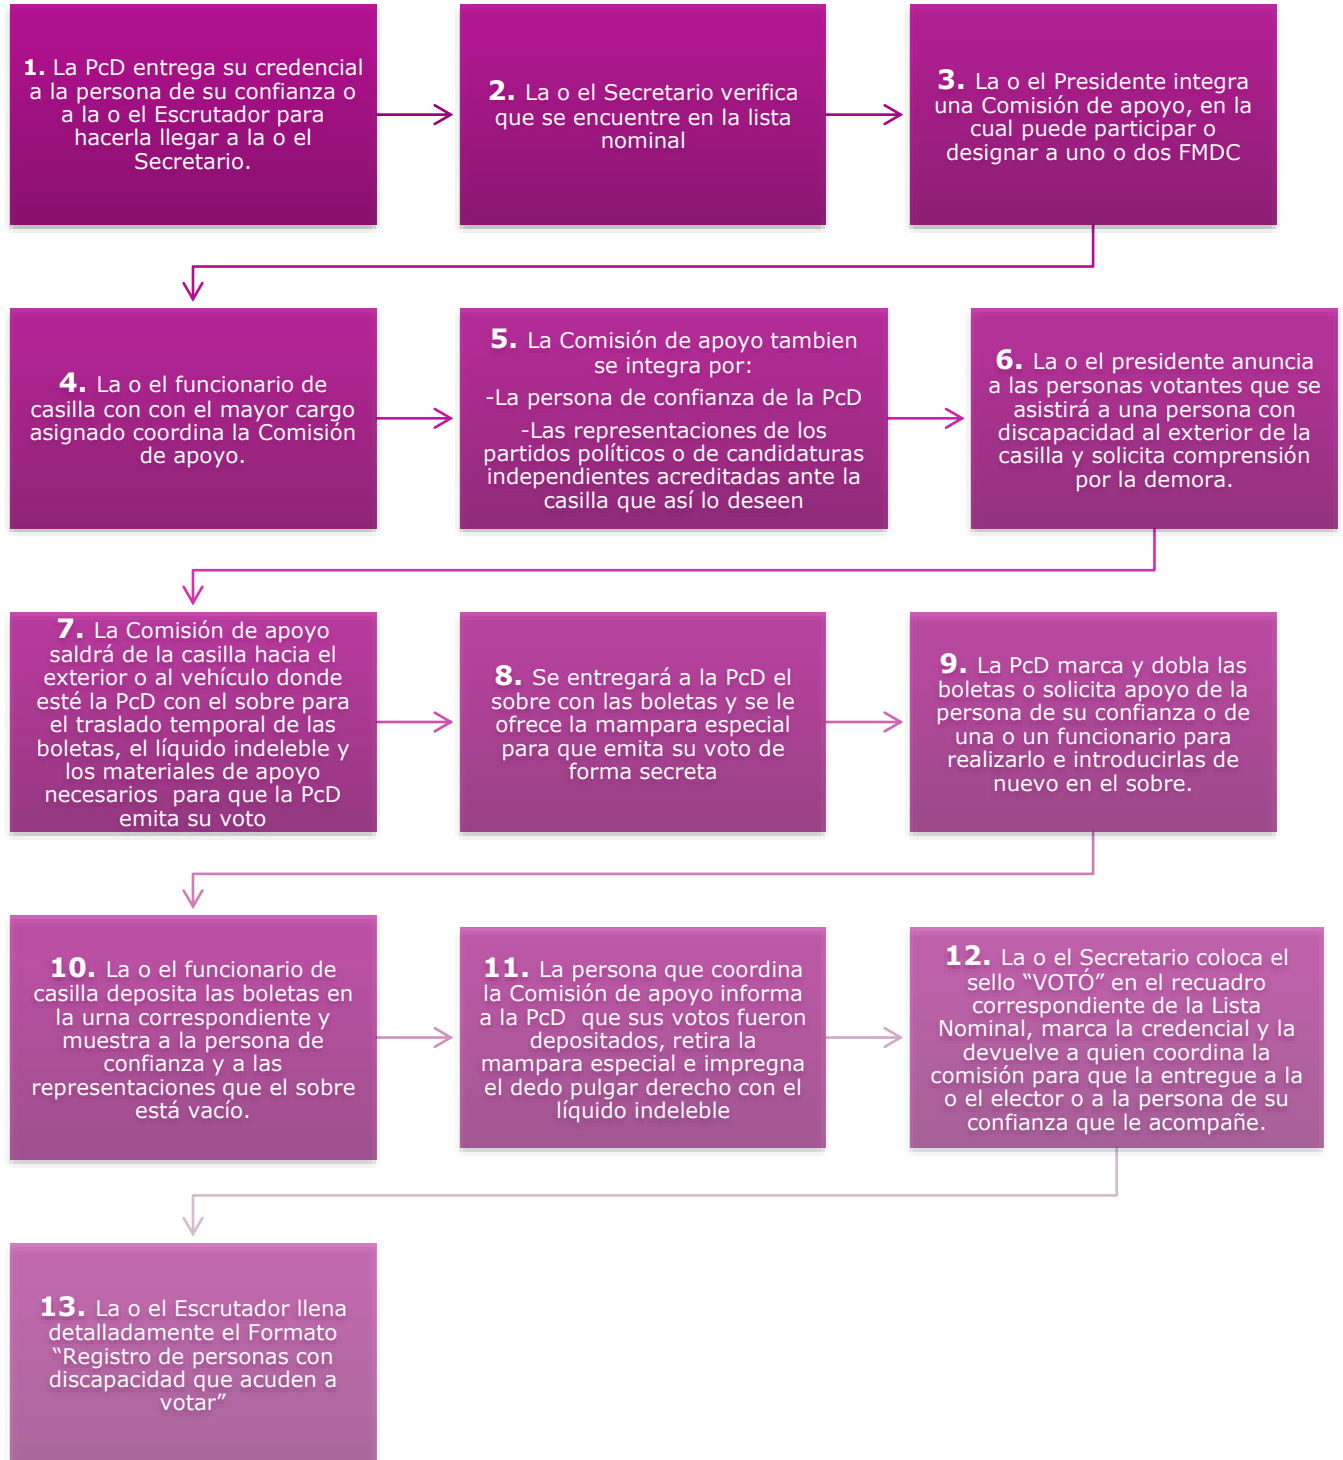 1. La PcD entrega su credencial
a la persona de su confianza o
a la o el Escrutador para
hacerla llegar a la o el
Secretario.
2. La o el Secretario verifica
que se encuentre en la lista
nominal
3. La o el Presidente integra
una Comisión de apoyo, en la
cual puede participar o
designar a uno o dos FMDC
4. La o el funcionario de
casilla con con el mayor cargo
asignado coordina la Comisión
de apoyo.
5. La Comisión de apoyo tambien
se integra por:
-La persona de confianza de la PcD
-Las representaciones de los
partidos políticos o de candidaturas
independientes acreditadas ante la
casilla que así lo deseen
6. La o el presidente anuncia
a las personas votantes que se
asistirá a una persona con
discapacidad al exterior de la
casilla y solicita comprensión
por la demora.
7. La Comisión de apoyo
saldrá de la casilla hacia el
exterior o al vehículo donde
esté la PcD con el sobre para
el traslado temporal de las
boletas, el líquido indeleble y
los materiales de apoyo
necesarios para que la PcD
emita su voto
8. Se entregará a la PcD el
sobre con las boletas y se le
ofrece la mampara especial
para que emita su voto de
forma secreta
9. La PcD marca y dobla las
boletas o solicita apoyo de la
persona de su confianza o de
una o un funcionario para
realizarlo e introducirlas de
nuevo en el sobre.
10. La o el funcionario de
casilla deposita las boletas en
la urna correspondiente y
muestra a la persona de
confianza y a las
representaciones que el sobre
está vacío.
11. La persona que coordina
la Comisión de apoyo informa
a la PcD que sus votos fueron
depositados, retira la
mampara especial e impregna
el dedo pulgar derecho con el
líquido indeleble
12. La o el Secretario coloca el
sello “VOTÓ” en el recuadro
correspondiente de la Lista
Nominal, marca la credencial y la
devuelve a quien coordina la
comisión para que la entregue a la
o el elector o a la persona de su
confianza que le acompañe.
13. La o el Escrutador llena
detalladamente el Formato
“Registro de personas con
discapacidad que acuden a
votar”